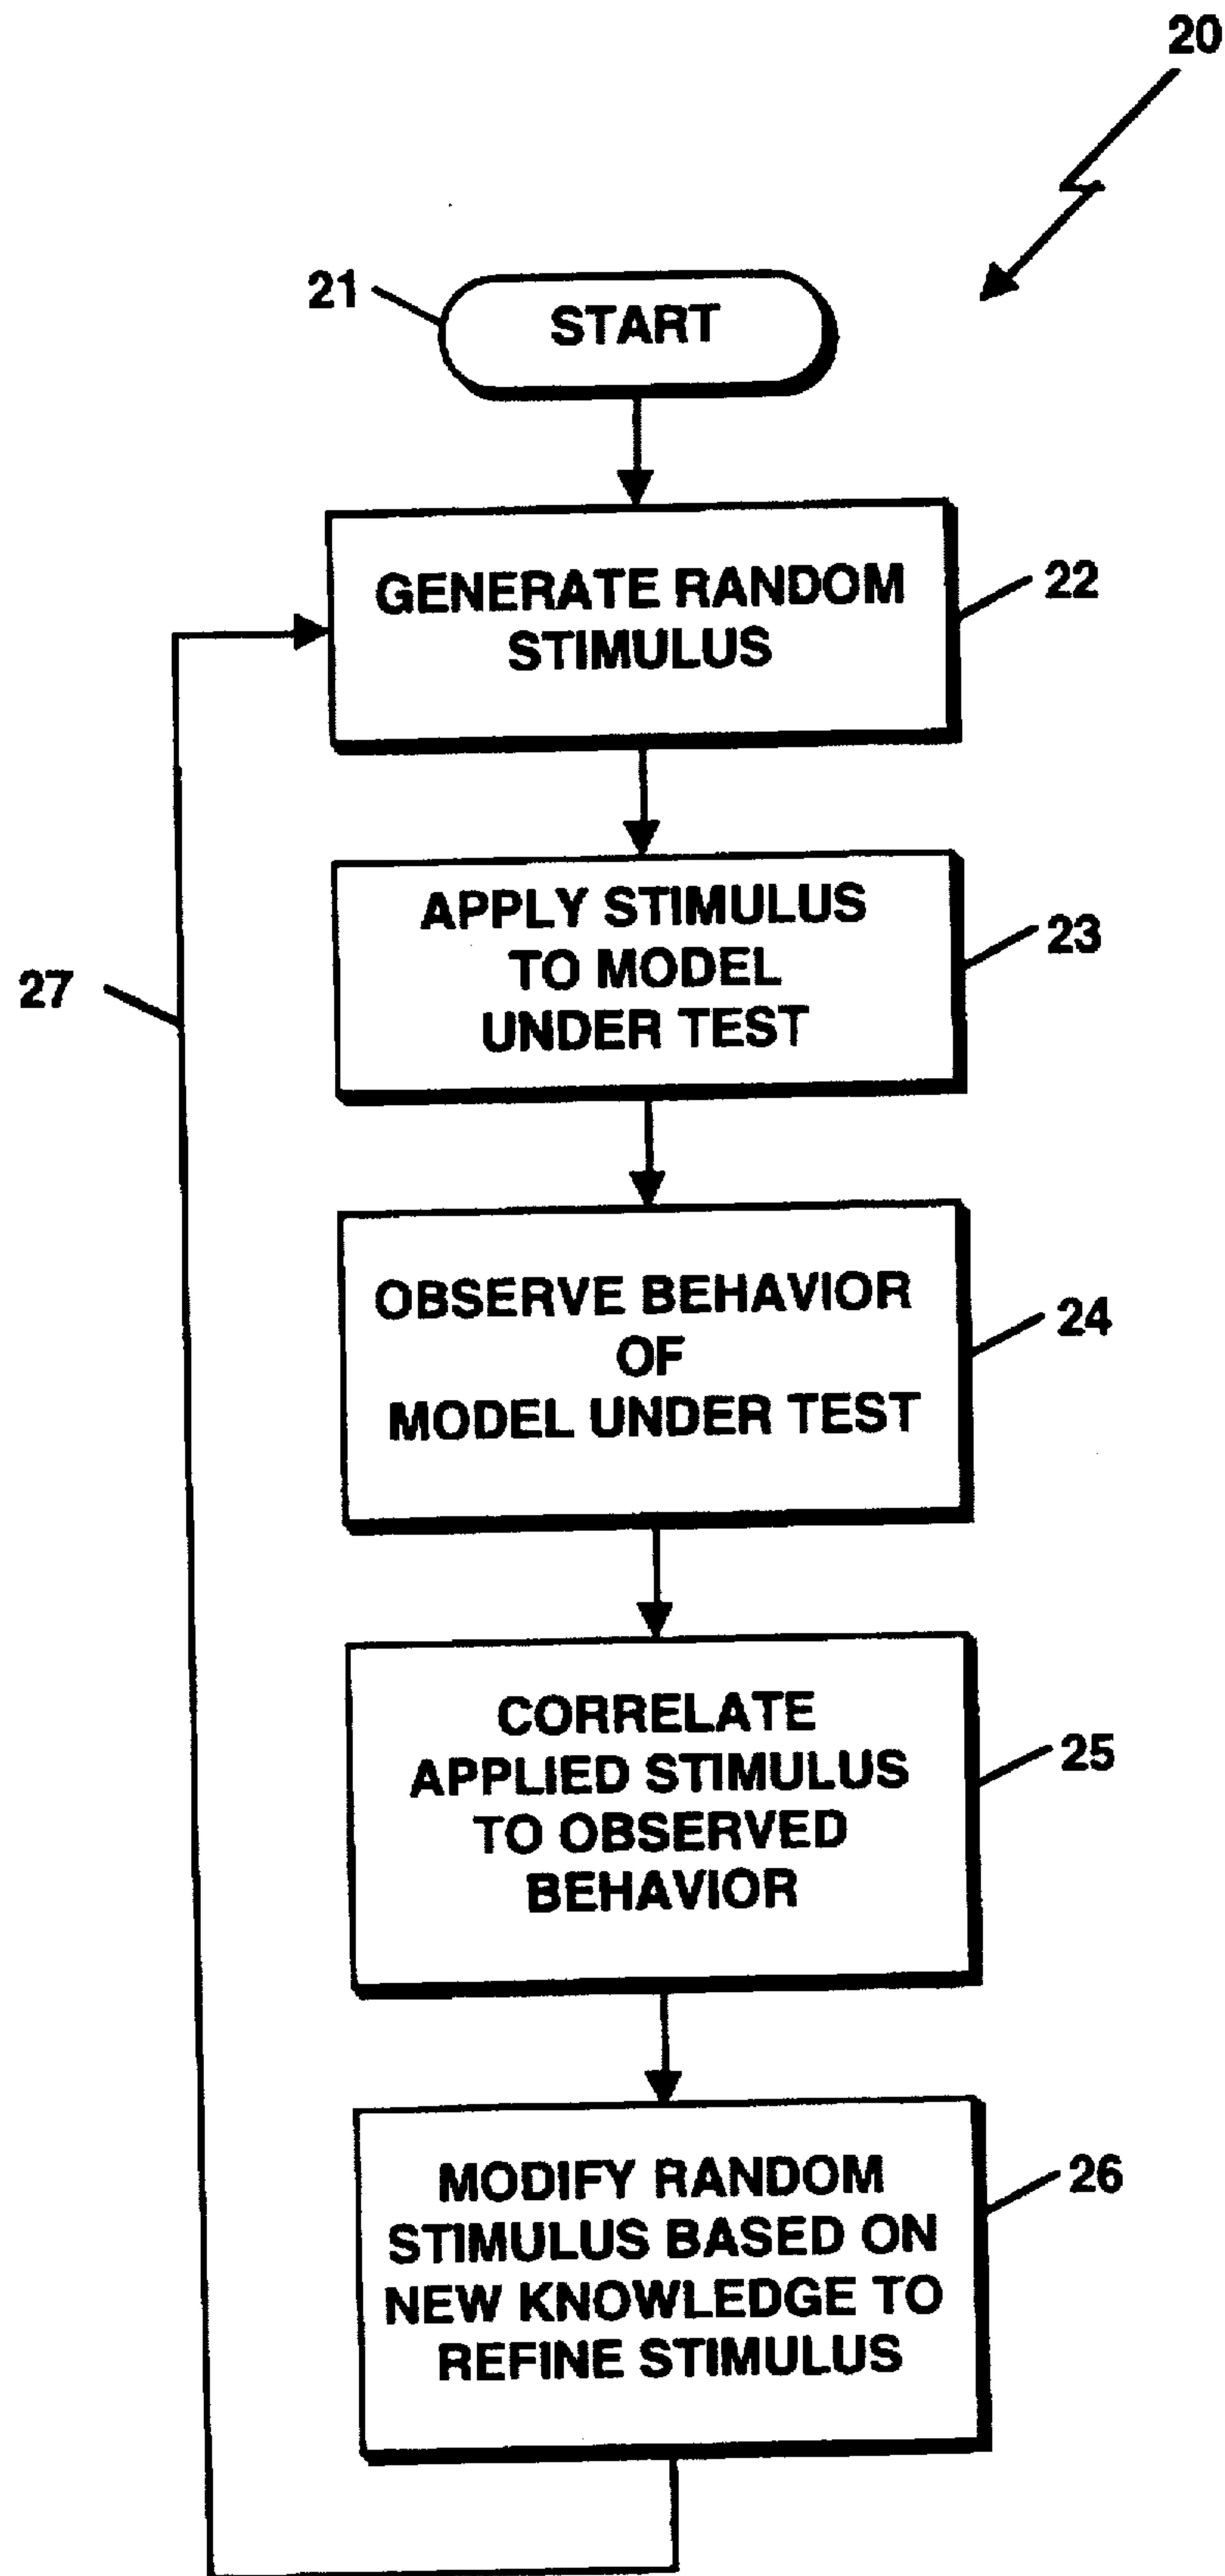 20
21
START
GENERATE RANDOM
STIMULUS
22
APPLY STIMULUS
TO MODEL
UNDER TEST
23
27
OBSERVE BEHAVIOR
OF
MODEL UNDER TEST
24
CORRELATE
APPLIED STIMULUS
TO OBSERVED
BEHAVIOR
25
MODIFY RANDOM
STIMULUS BASED ON
NEW KNOWLEDGE TO
REFINE STIMULUS
26